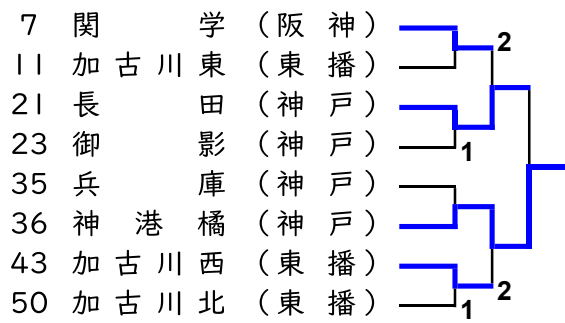 7 関学(阪神)
2
11 加古川東(東播)
21 長田(神戸)
23 御影(神戸)
1
35 兵庫(神戸)
36 神港橘(神戸)
43 加古川西(東播)
2
50 加古川北(東播)
1